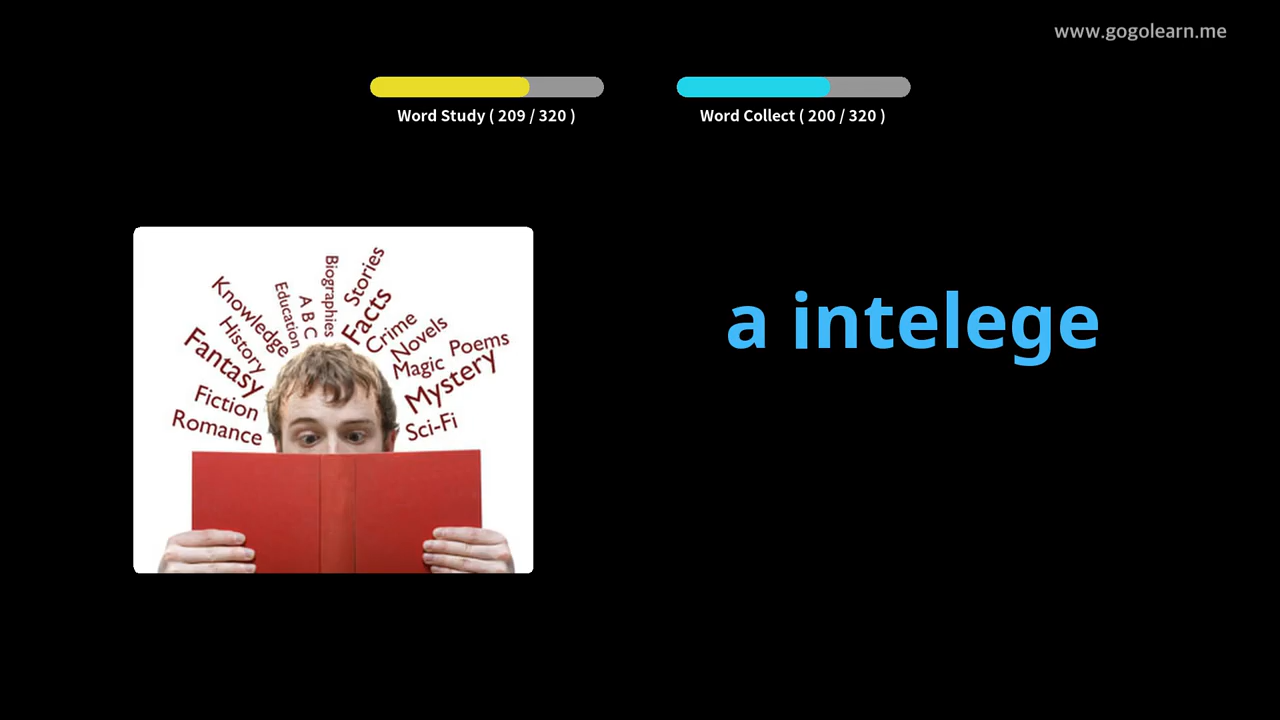 www.gogolearn.me
Word Study ( 209 / 320 )
Word Collect ( 200 / 320 )
a intelege
Romance
Fiction
Fantasy
History
Knowledge
Education
A B C
Biographies
Stories
Facts
Crime
Novels
Magic
Poems
Mystery
Sci-Fi